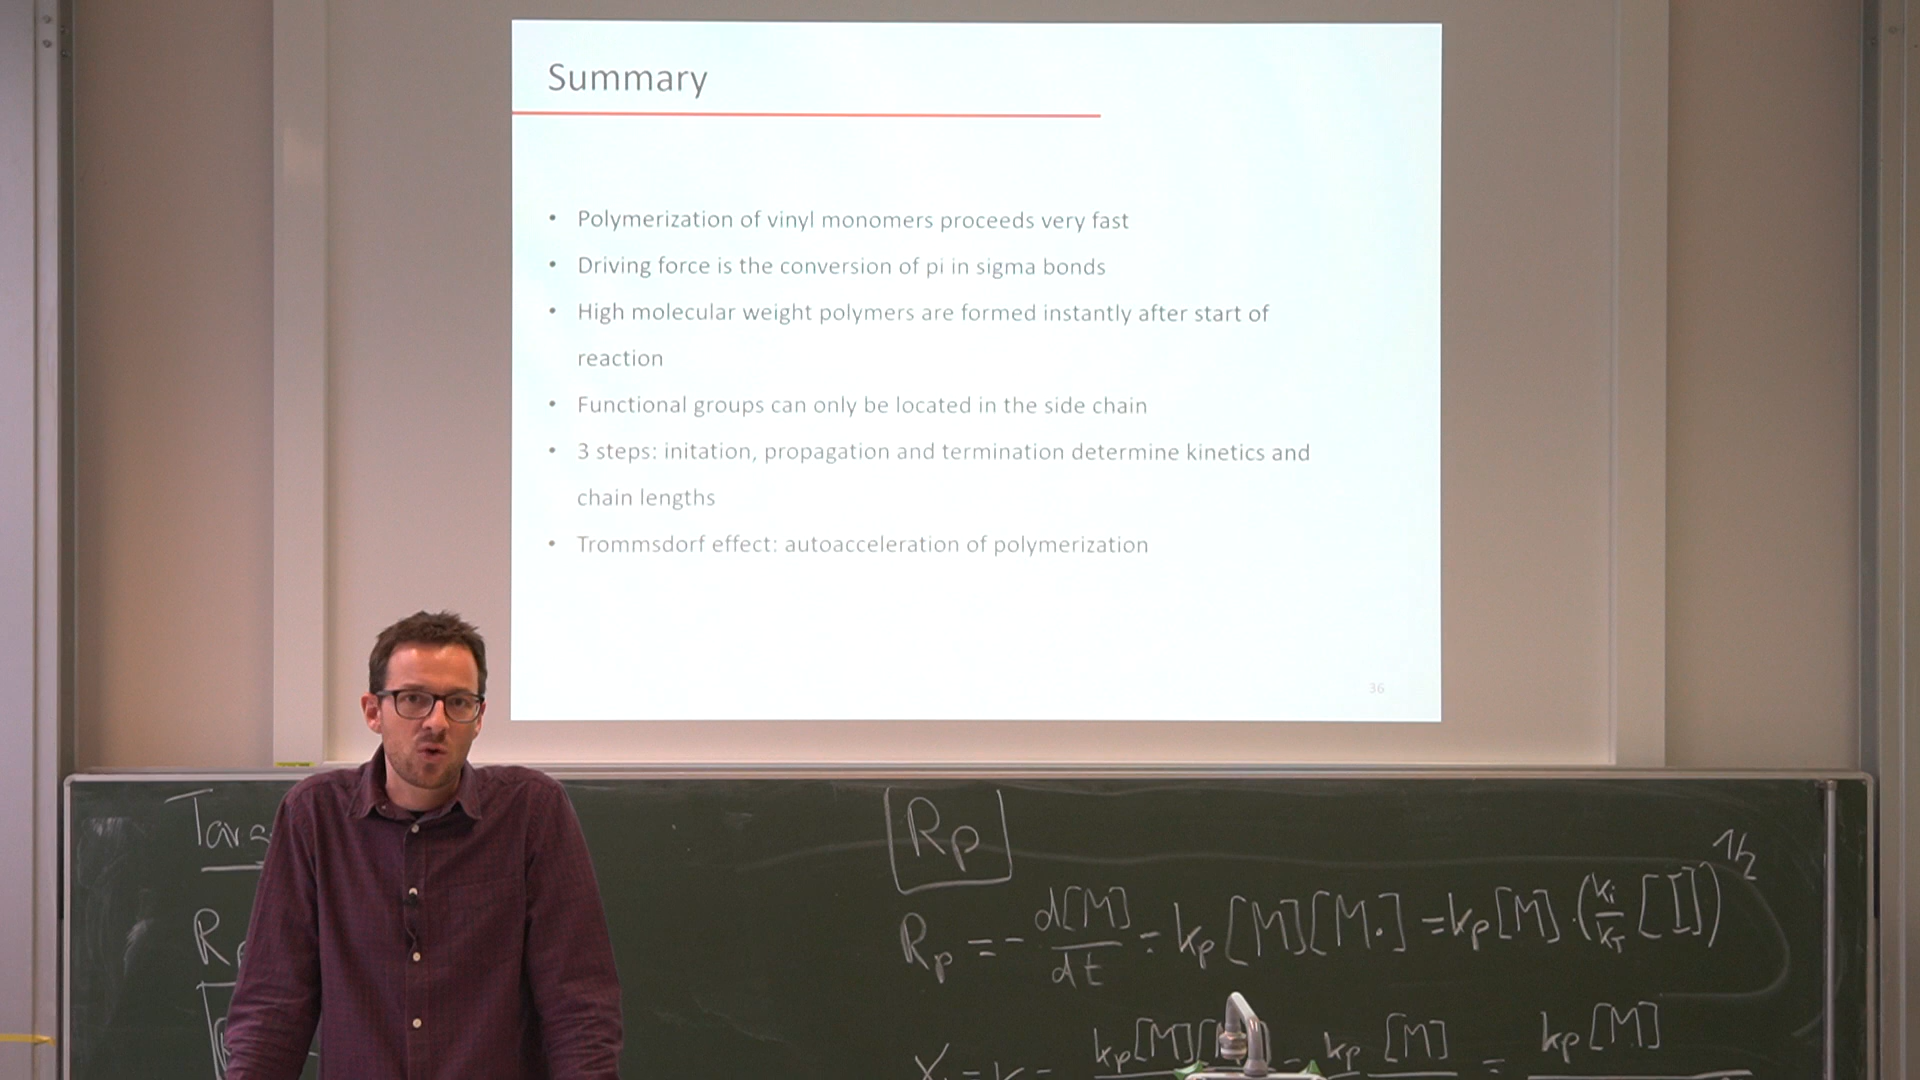 Summary
• Polymerization of vinyl monomers proceeds very fast
• Driving force is the conversion of pi in sigma bonds
• High molecular weight polymers are formed instantly after start of
reaction
• Functional groups can only be located in the side chain
• 3 steps: initation, propagation and termination determine kinetics and
chain lengths
• Trommsdorf effect: autoacceleration of polymerization
36
Rp
Rp = - d[M]/dt = kp [M][M·] = kp[M]·(ki/kT [I])^1/2
kp [M]
kp[M]